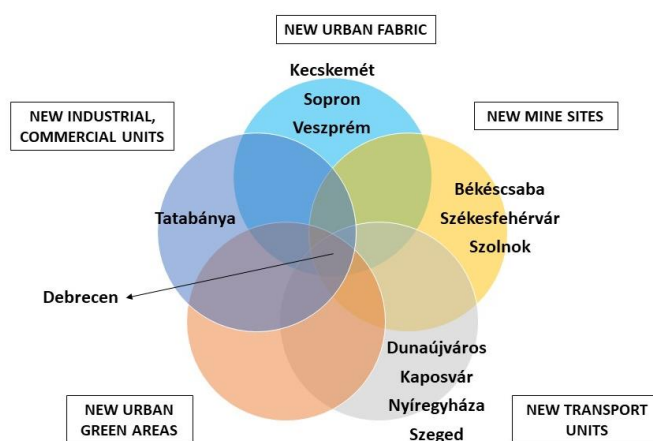 NEW URBAN FABRIC
Kecskemét
Sopron
Veszprém
NEW INDUSTRIAL,
COMMERCIAL UNITS
NEW MINE SITES
Békéscsaba
Székesfehérvár
Szolnok
Tatabánya
Debrecen
Dunaújváros
Kaposvár
Nyíregyháza
Szeged
NEW URBAN
GREEN AREAS
NEW TRANSPORT
UNITS